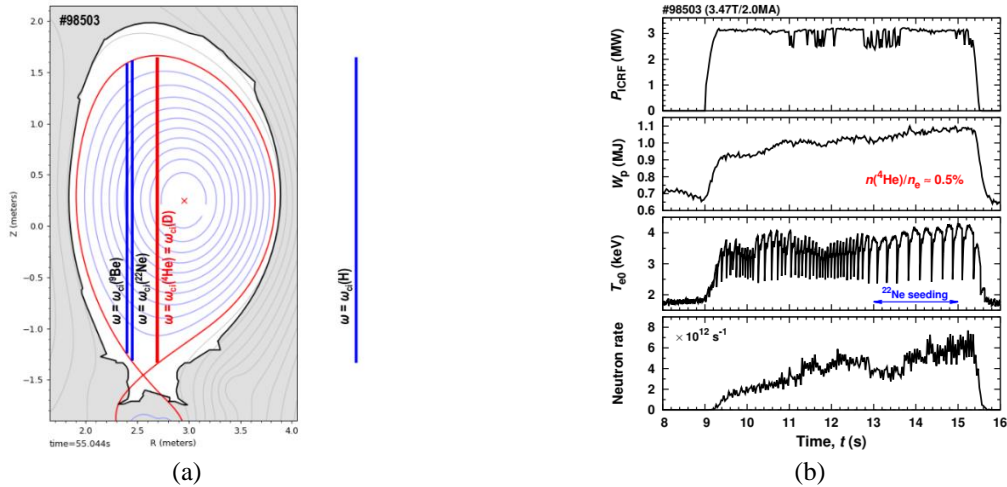 #98503
1.5
1.0
0.5
0.0
−0.5
−1.0
−1.5
Z (meters)
ω = ω_ci(⁹Be)
ω = ω_ci(²²Ne)
ω = ω_ci(⁴He) = ω_ci(D)
ω = ω_ci(H)
2.0 2.5 3.0 3.5 4.0
R (meters)
time=55.044s
(a)
#98503 (3.47T/2.0MA)
P_ICRF (MW)
3
2
1
0
W_p (MJ)
1.1
1.0
0.9
0.8
0.7
0.6
n(⁴He)/n_e ≈ 0.5%
T_e0 (keV)
4
3
2
²²Ne seeding
Neutron rate
8
6
4
2
0
× 10¹² s⁻¹
8 9 10 11 12 13 14 15 16
Time, t (s)
(b)